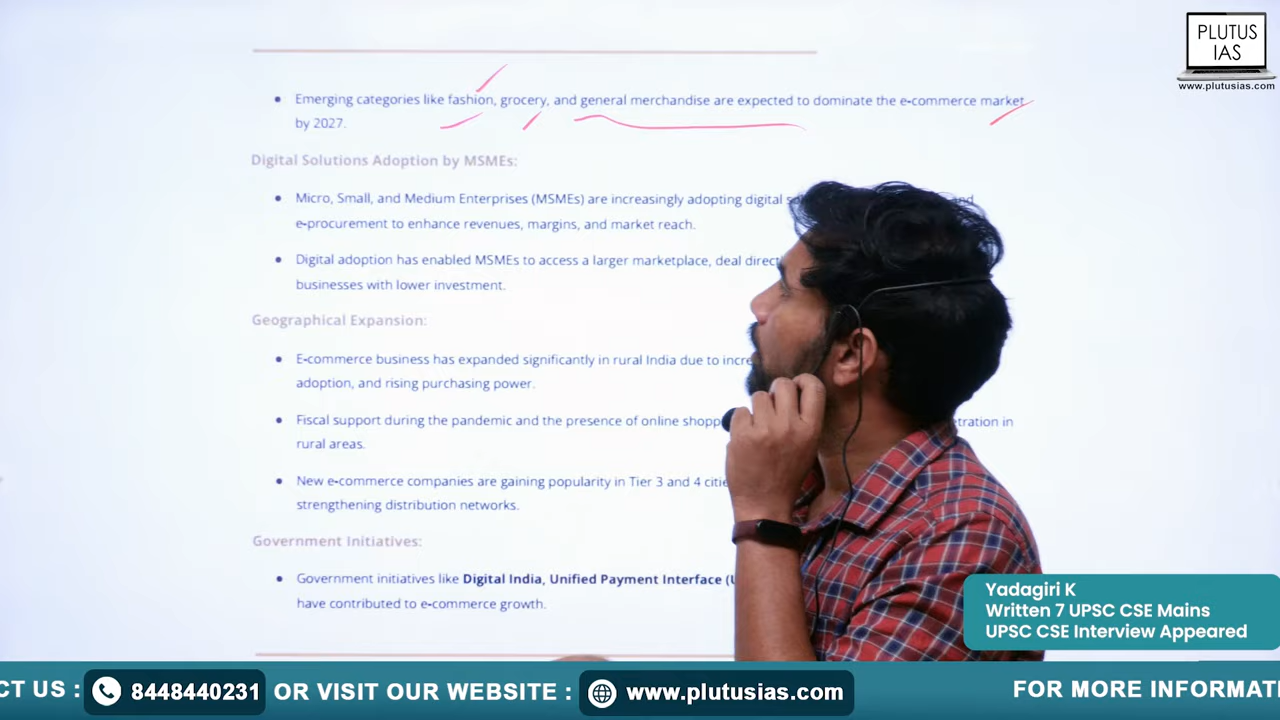 PLUTUS
IAS
www.plutusias.com
Emerging categories like fashion, grocery, and general merchandise are expected to dominate the e-commerce market
by 2027.
Digital Solutions Adoption by MSMEs:
Micro, Small, and Medium Enterprises (MSMEs) are increasingly adopting digital
e-procurement to enhance revenues, margins, and market reach.
Digital adoption has enabled MSMEs to access a larger marketplace, deal
businesses with lower investment.
Geographical Expansion:
E-commerce business has expanded significantly in rural India due to
adoption, and rising purchasing power.
Fiscal support during the pandemic and the presence of online in
rural areas.
New e-commerce companies are gaining popularity in Tier 3 and 4
strengthening distribution networks.
Government Initiatives:
Government initiatives like Digital India, Unified Payment Interface
have contributed to e-commerce growth.
Yadagiri K
Written 7 UPSC CSE Mains
UPSC CSE Interview Appeared
CT US : 8448440231 OR VISIT OUR WEBSITE : www.plutusias.com FOR MORE INFORMATI